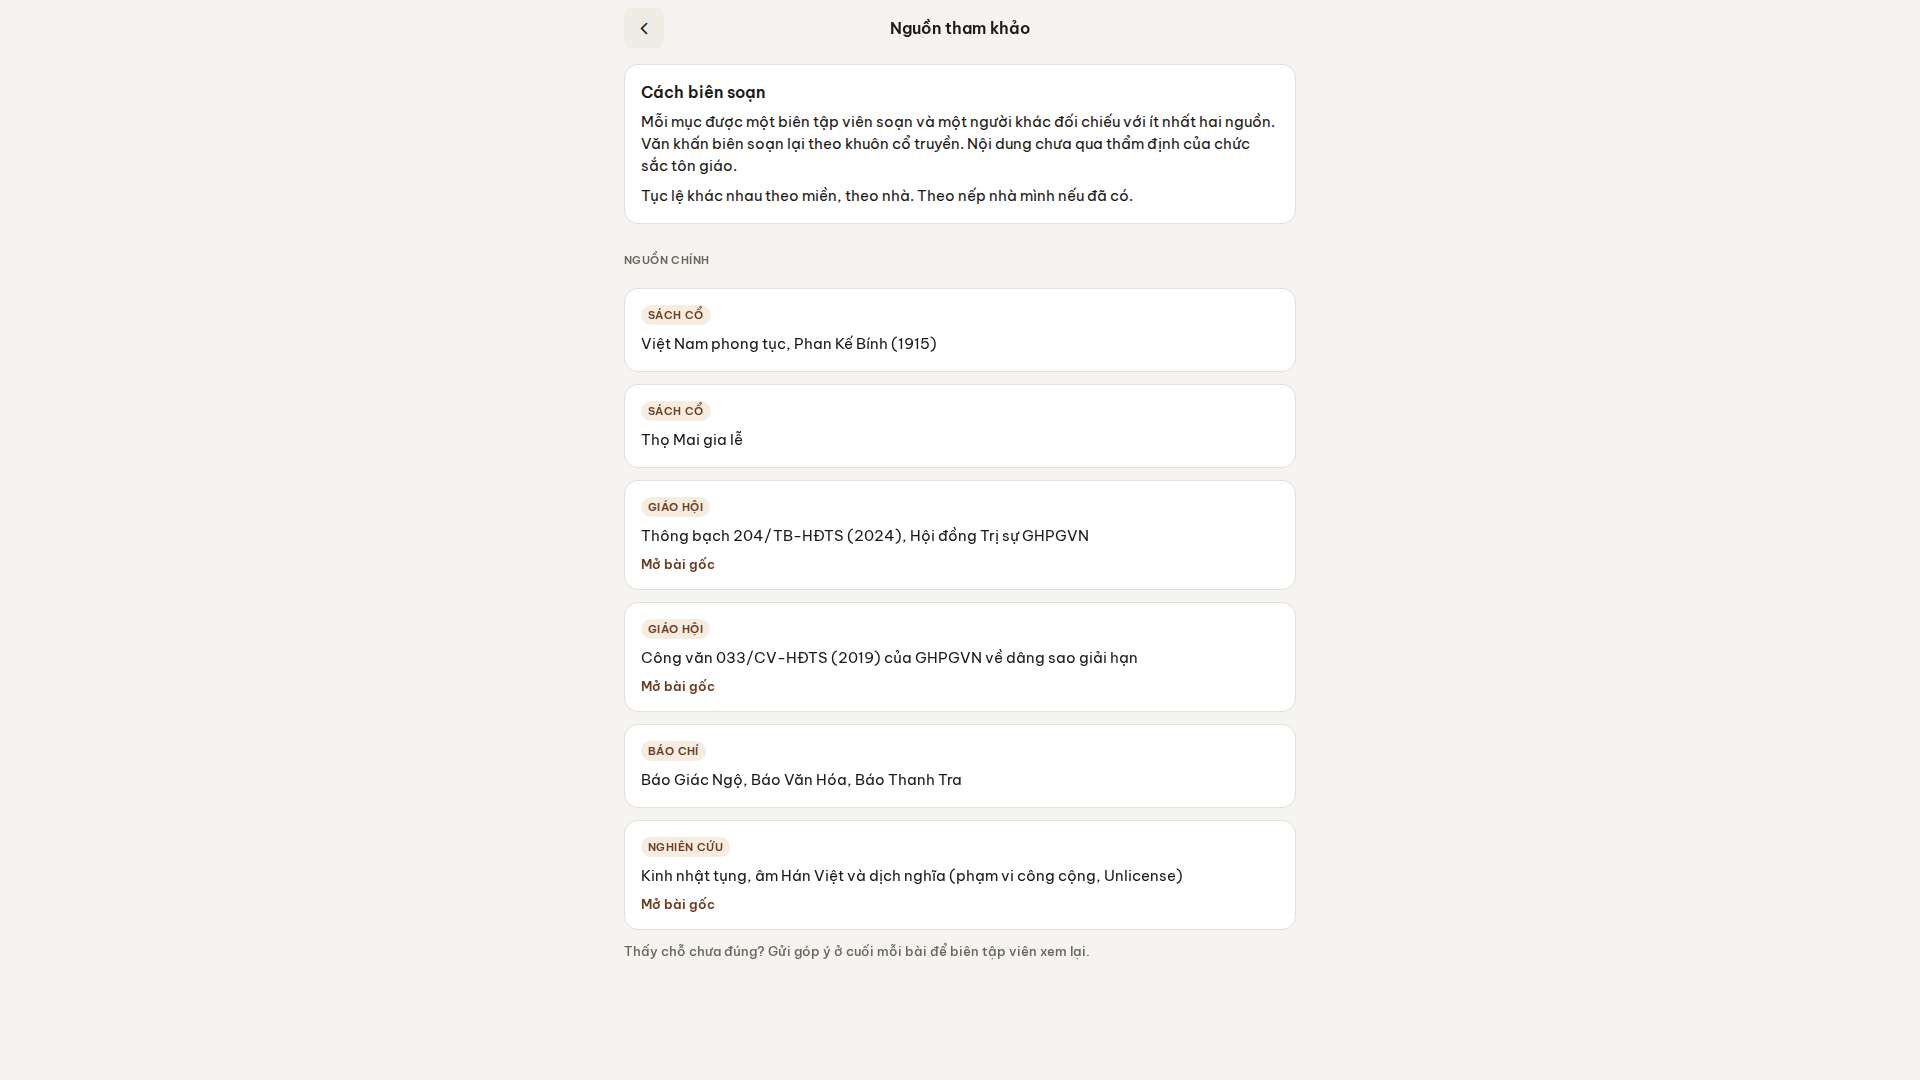 Nguồn tham khảo
Cách biên soạn
Mỗi mục được một biên tập viên soạn và một người khác đối chiếu với ít nhất hai nguồn.
Văn khấn biên soạn lại theo khuôn cổ truyền. Nội dung chưa qua thẩm định của chức
sắc tôn giáo.
Tục lệ khác nhau theo miền, theo nhà. Theo nếp nhà mình nếu đã có.
NGUỒN CHÍNH
SÁCH CỔ
Việt Nam phong tục, Phan Kế Bính (1915)
SÁCH CỔ
Thọ Mai gia lễ
GIÁO HỘI
Thông bạch 204/TB-HĐTS (2024), Hội đồng Trị sự GHPGVN
Mở bài gốc
GIÁO HỘI
Công văn 033/CV-HĐTS (2019) của GHPGVN về dâng sao giải hạn
Mở bài gốc
BÁO CHÍ
Báo Giác Ngộ, Báo Văn Hóa, Báo Thanh Tra
NGHIÊN CỨU
Kinh nhật tụng, âm Hán Việt và dịch nghĩa (phạm vi công cộng, Unlicense)
Mở bài gốc
Thấy chỗ chưa đúng? Gửi góp ý ở cuối mỗi bài để biên tập viên xem lại.